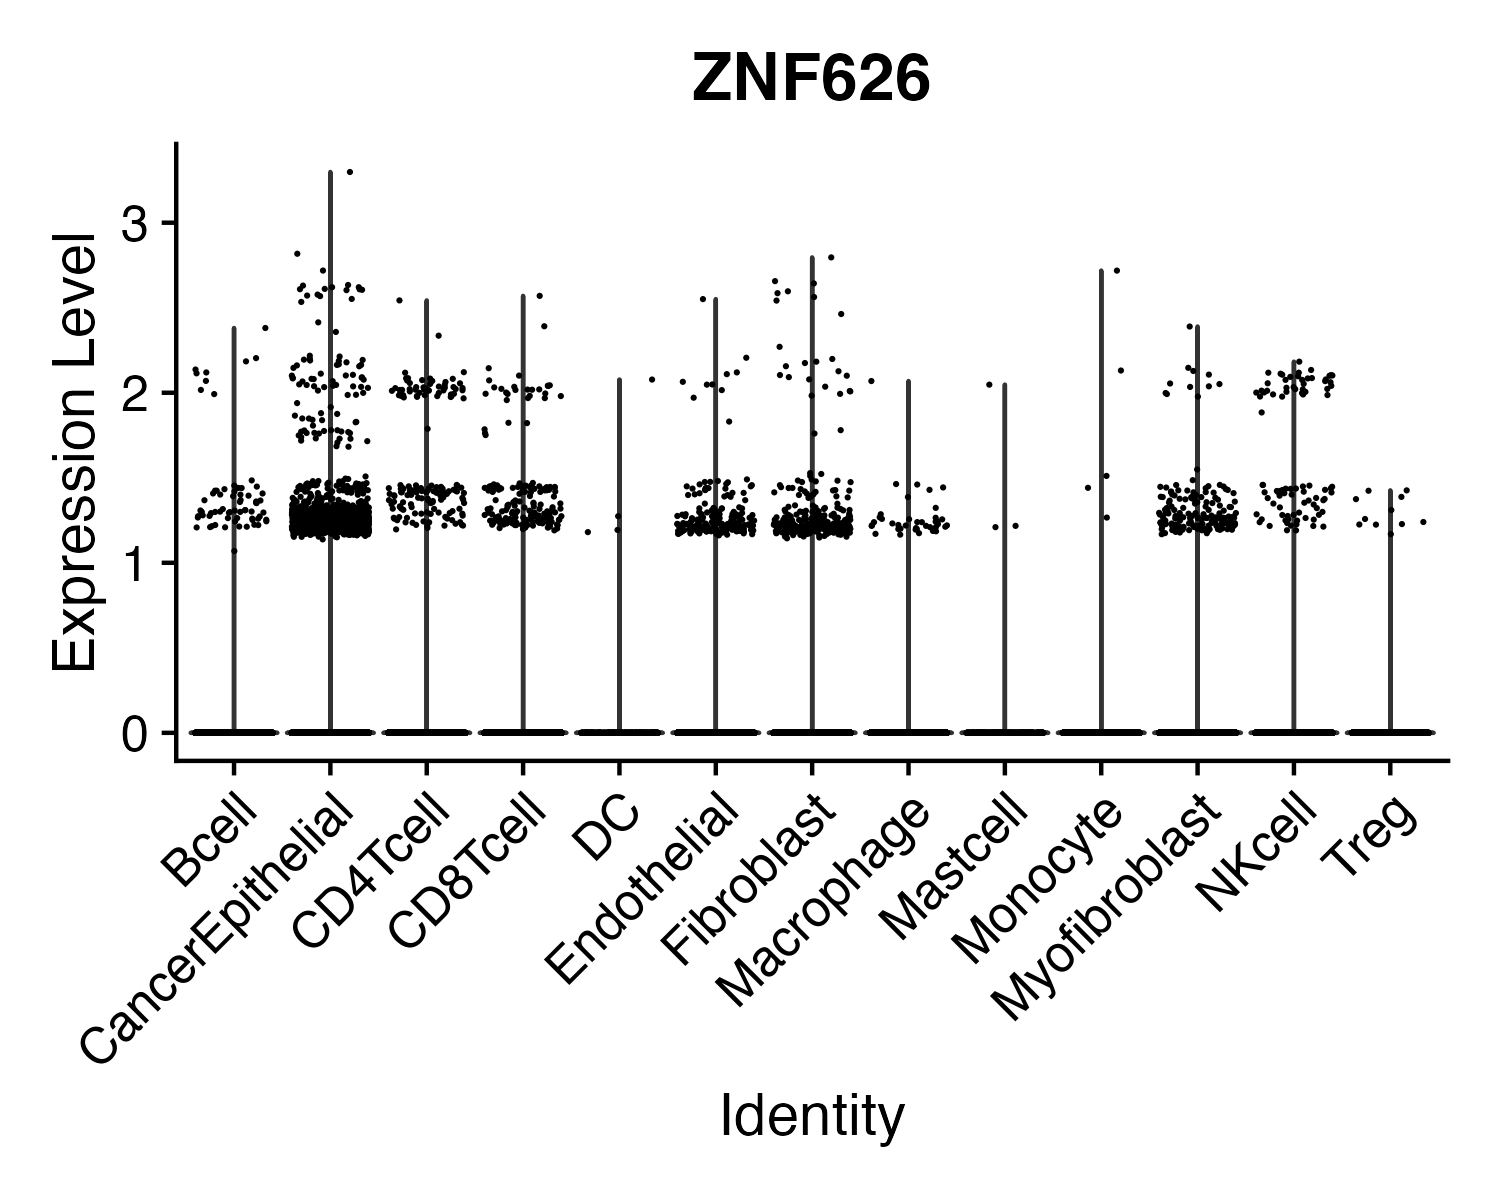 ZNF626
Expression Level
3
2
1
0
Bcell
CancerEpithelial
CD4Tcell
CD8Tcell
DC
Endothelial
Fibroblast
Macrophage
Mastcell
Monocyte
Myofibroblast
NKcell
Treg
Identity